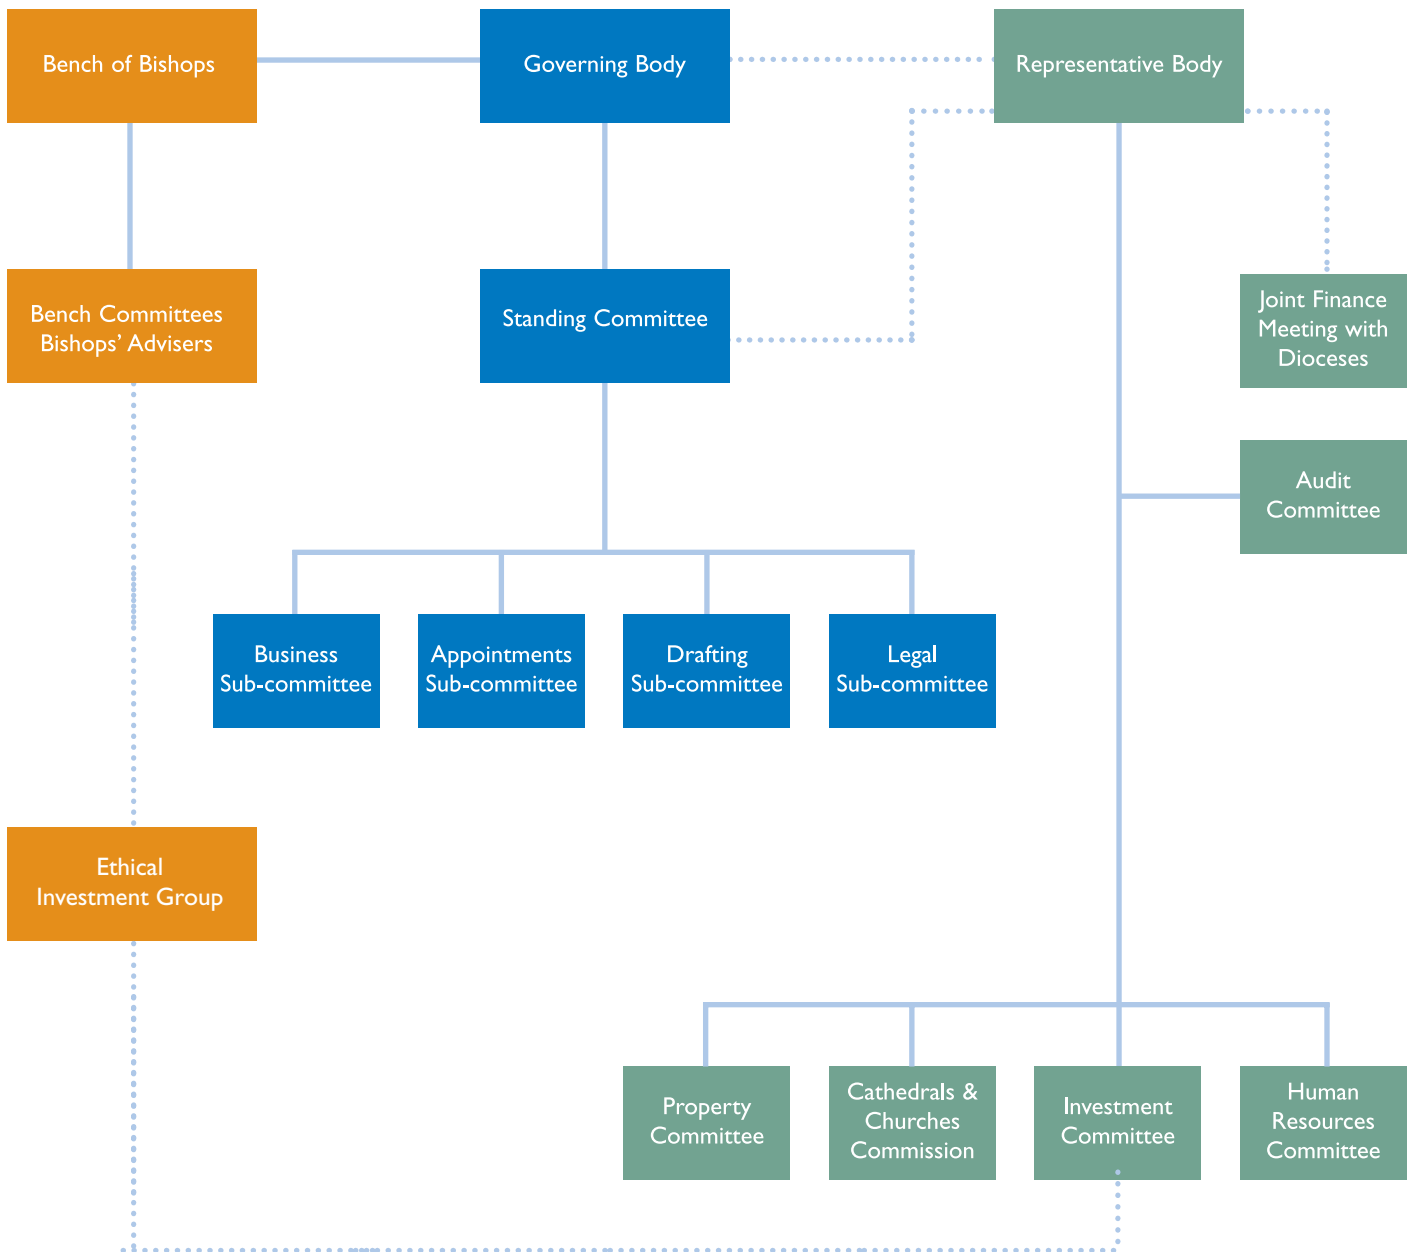 Bench of Bishops
Governing Body
Representative Body
Bench Committees
Bishops’ Advisers
Standing Committee
Joint Finance
Meeting with
Dioceses
Audit
Committee
Business
Sub-committee
Appointments
Sub-committee
Drafting
Sub-committee
Legal
Sub-committee
Ethical
Investment Group
Property
Committee
Cathedrals &
Churches
Commission
Investment
Committee
Human
Resources
Committee